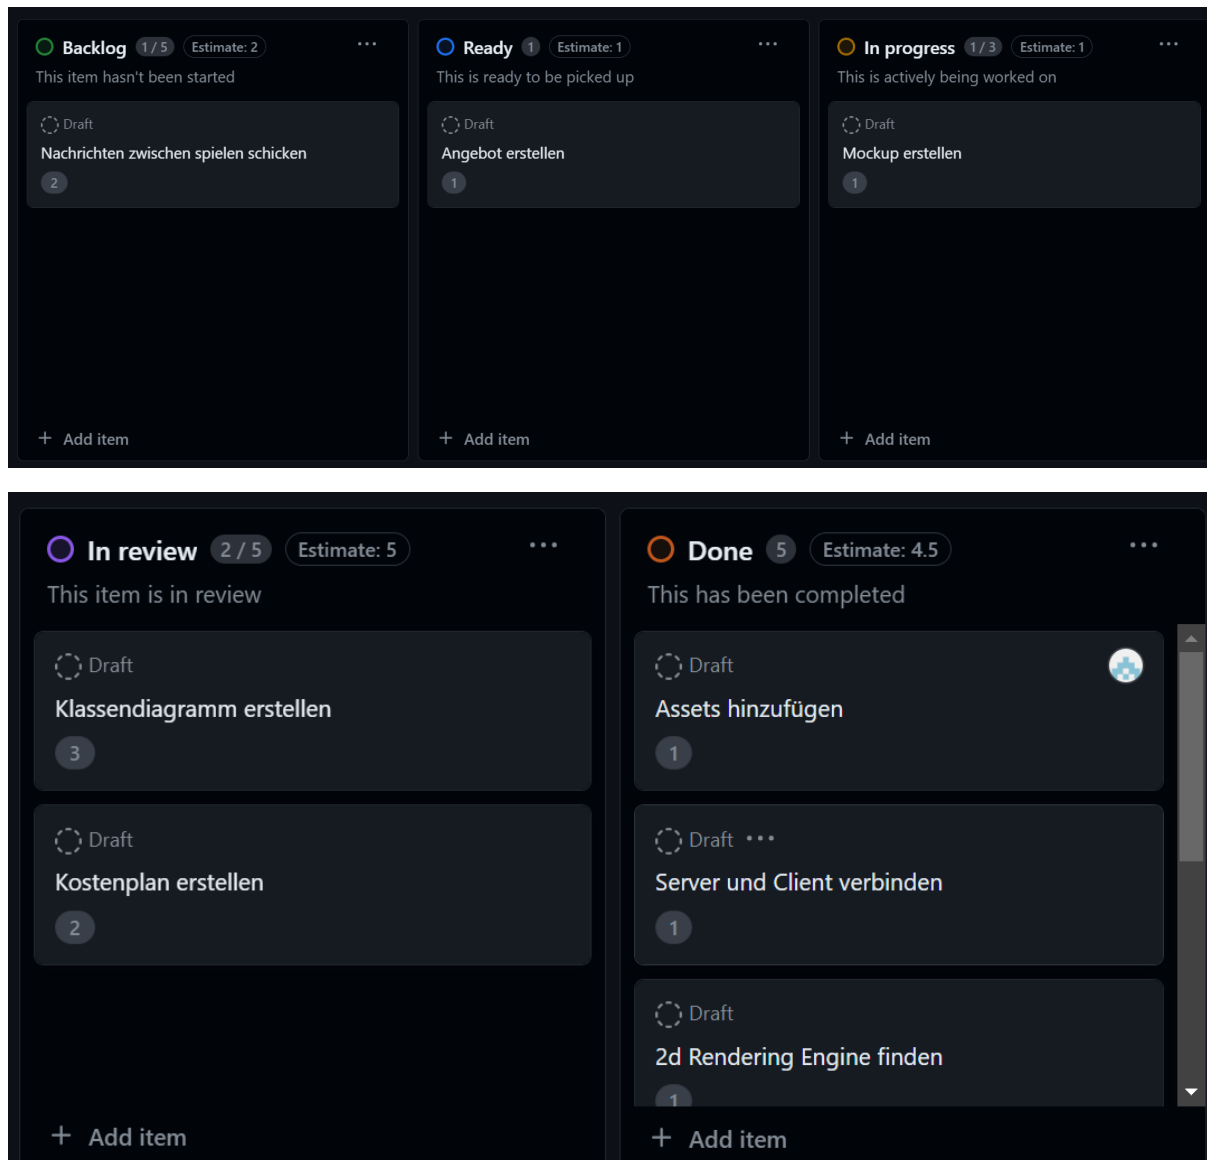 Backlog 1 / 5 Estimate: 2
This item hasn't been started
Draft
Nachrichten zwischen spielen schicken
2
+ Add item
Ready 1 Estimate: 1
This is ready to be picked up
Draft
Angebot erstellen
1
+ Add item
In progress 1 / 3 Estimate: 1
This is actively being worked on
Draft
Mockup erstellen
1
+ Add item
In review 2 / 5 Estimate: 5
This item is in review
Draft
Klassendiagramm erstellen
3
Draft
Kostenplan erstellen
2
+ Add item
Done 5 Estimate: 4.5
This has been completed
Draft
Assets hinzufügen
1
Draft
Server und Client verbinden
1
Draft
2d Rendering Engine finden
1
+ Add item